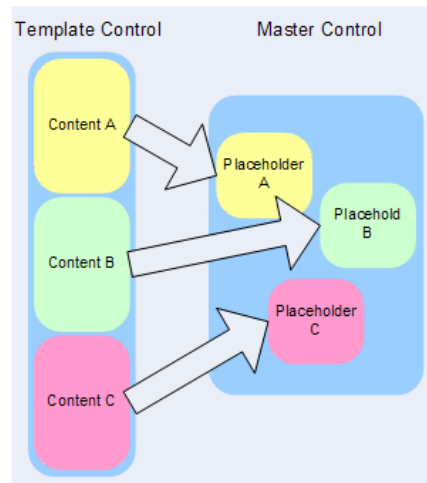 Template Control
Master Control
Content A
Placeholder
A
Placehold
B
Content B
Placeholder
C
Content C